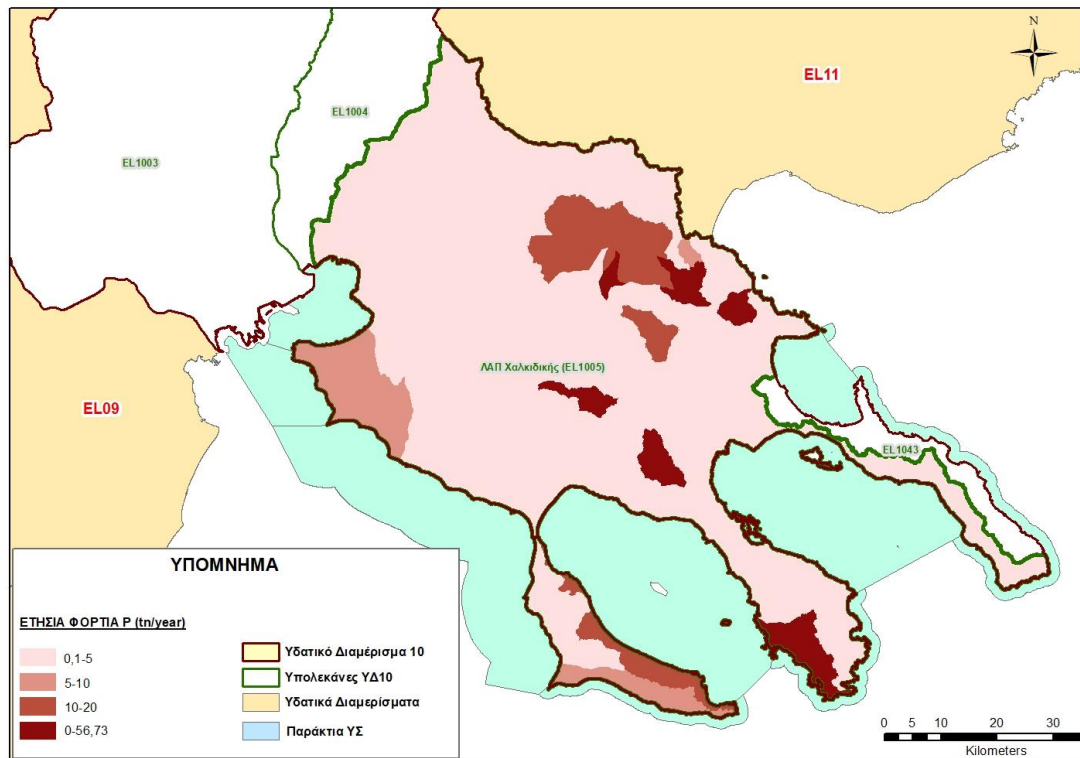 N
EL11
EL1004
EL1003
ΛΑΠ Χαλκιδικής (EL1005)
EL09
EL1043
ΥΠΟΜΝΗΜΑ
ΕΤΗΣΙΑ ΦΟΡΤΙΑ P (tn/year)
0,1-5
5-10
10-20
0-56,73
Υδατικό Διαμέρισμα 10
Υπολεκάνες ΥΔ10
Υδατικά Διαμερίσματα
Παράκτια ΥΣ
0 5 10 20 30
Kilometers